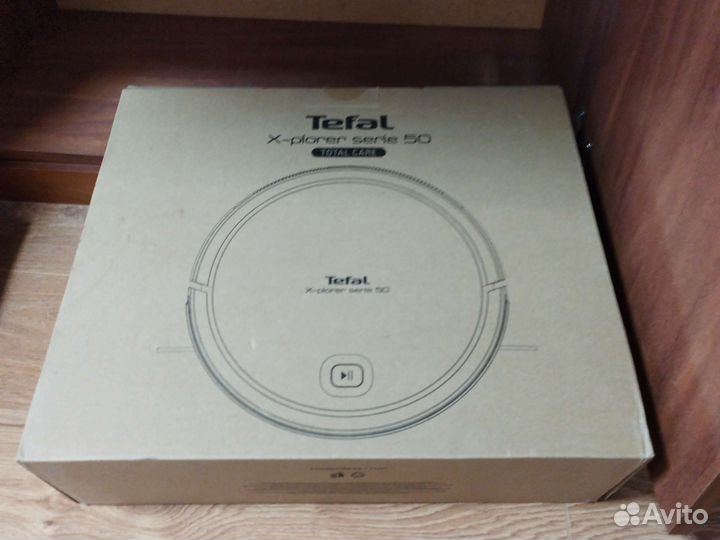 Tefal
X-plorer serie 50
TOTAL CARE
Tefal
X-plorer serie 50
Avito